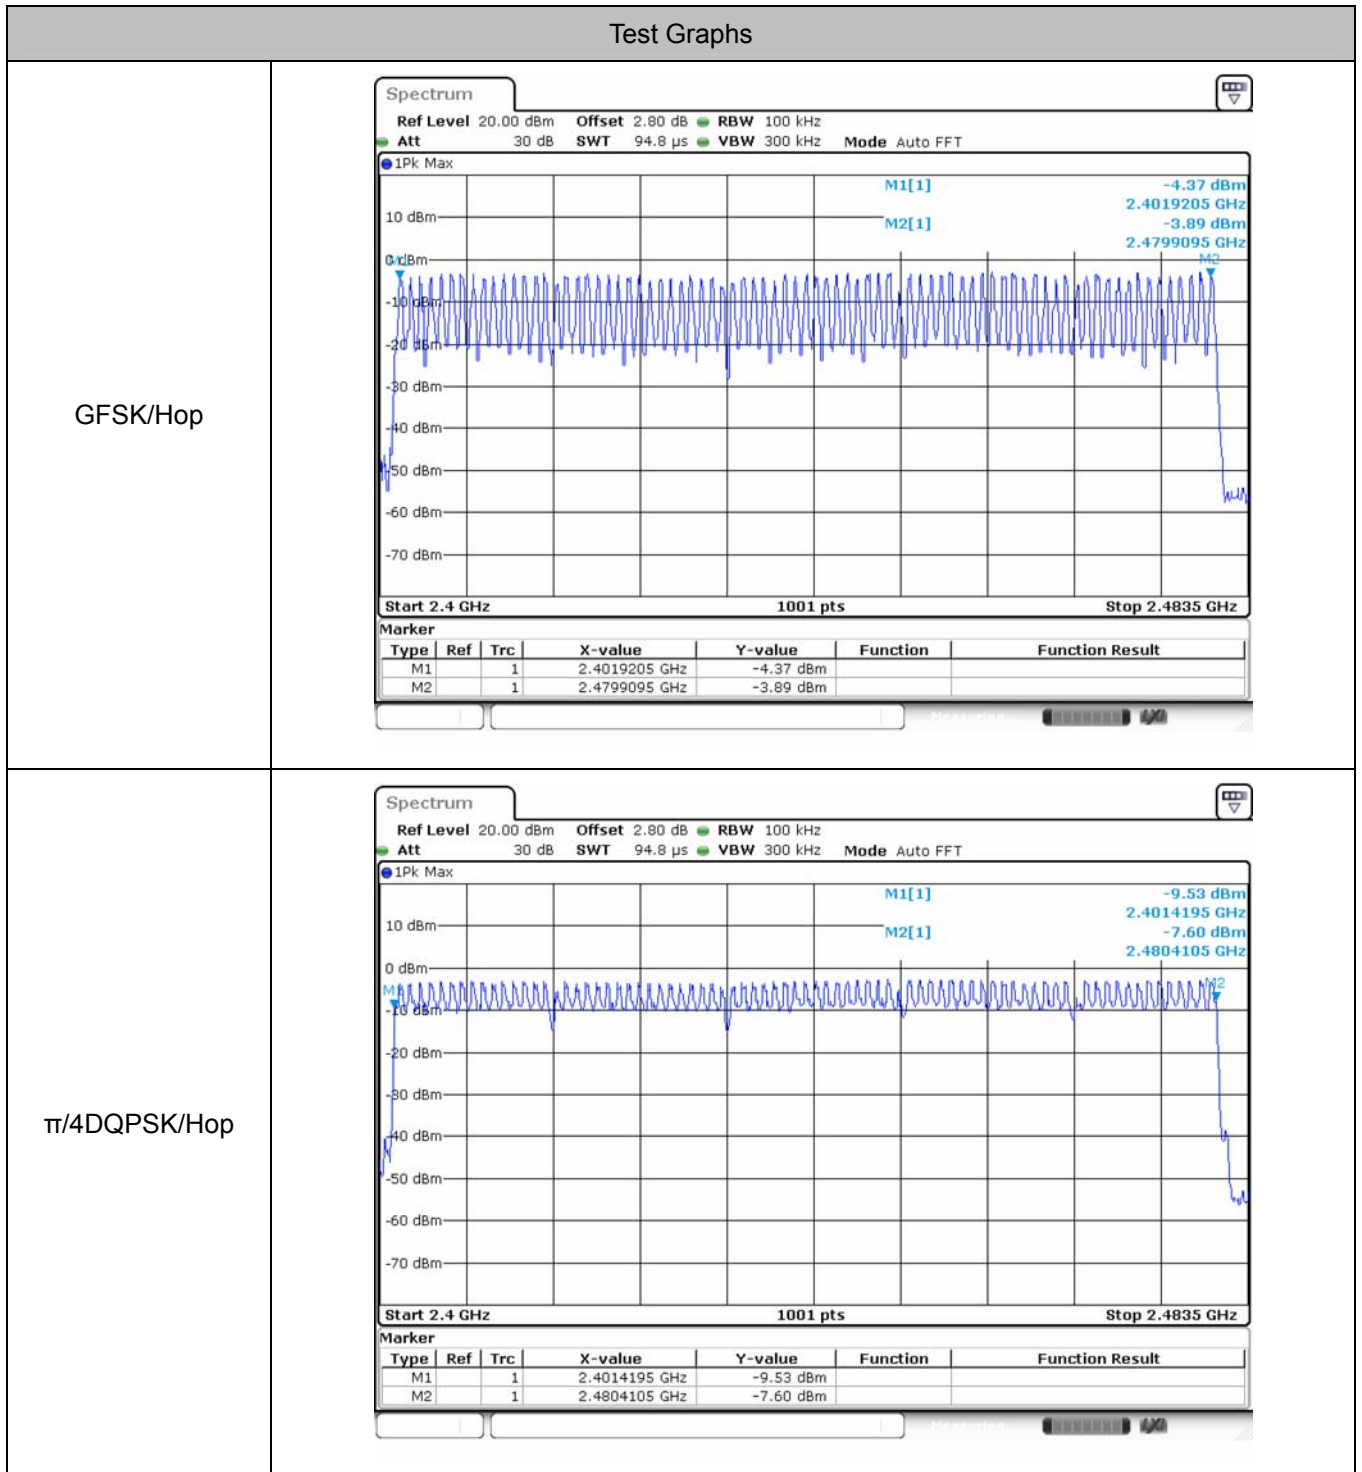 Test Graphs
GFSK/Hop
Spectrum
Ref Level 20.00 dBm Offset 2.80 dB RBW 100 kHz
Att 30 dB SWT 94.8 µs VBW 300 kHz Mode Auto FFT
1Pk Max
M1[1] -4.37 dBm
2.4019205 GHz
10 dBm
M2[1] -3.89 dBm
2.4799095 GHz
0 dBm
M2
-10 dBm
-20 dBm
-30 dBm
-40 dBm
-50 dBm
-60 dBm
-70 dBm
Start 2.4 GHz 1001 pts Stop 2.4835 GHz
Marker
Type Ref Trc X-value Y-value Function Function Result
M1 1 2.4019205 GHz -4.37 dBm
M2 1 2.4799095 GHz -3.89 dBm
Measuring
π/4DQPSK/Hop
Spectrum
Ref Level 20.00 dBm Offset 2.80 dB RBW 100 kHz
Att 30 dB SWT 94.8 µs VBW 300 kHz Mode Auto FFT
1Pk Max
M1[1] -9.53 dBm
2.4014195 GHz
10 dBm
M2[1] -7.60 dBm
2.4804105 GHz
0 dBm
M1 M2
-10 dBm
-20 dBm
-30 dBm
-40 dBm
-50 dBm
-60 dBm
-70 dBm
Start 2.4 GHz 1001 pts Stop 2.4835 GHz
Marker
Type Ref Trc X-value Y-value Function Function Result
M1 1 2.4014195 GHz -9.53 dBm
M2 1 2.4804105 GHz -7.60 dBm
Measuring